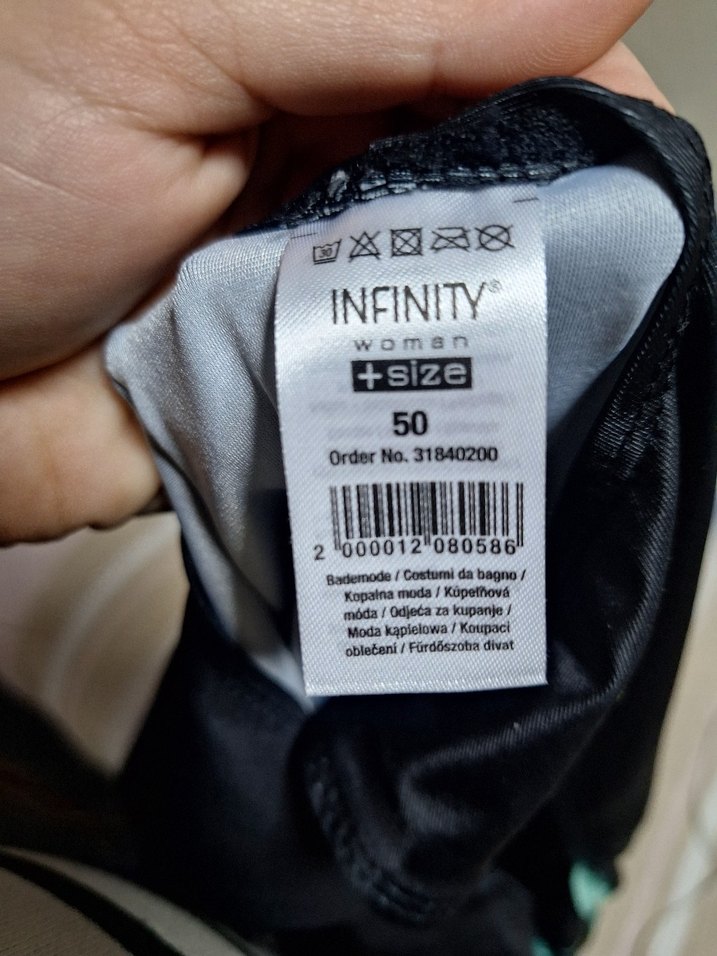 30
INFINITY®
woman
+size
50
Order No. 31840200
2 000012 080586
Bademode / Costumi da bagno /
Kopalna moda / Kúpeľňová
móda / Odjeća za kupanje /
Moda kąpielowa / Koupací
oblečení / Fürdőszoba divat